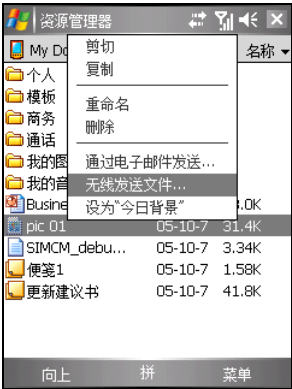 资源管理器
My Do
名称
剪切
复制
重命名
删除
通过电子邮件发送...
无线发送文件...
设为“今日背景”
个人
模板
商务
通话
我的图
我的音
Busine
.0K
pic 01 05-10-7 31.4K
SIMCM_debu... 05-10-7 3.34K
便笺1 05-10-7 1.58K
更新建议书 05-10-7 41.8K
向上 拼 菜单